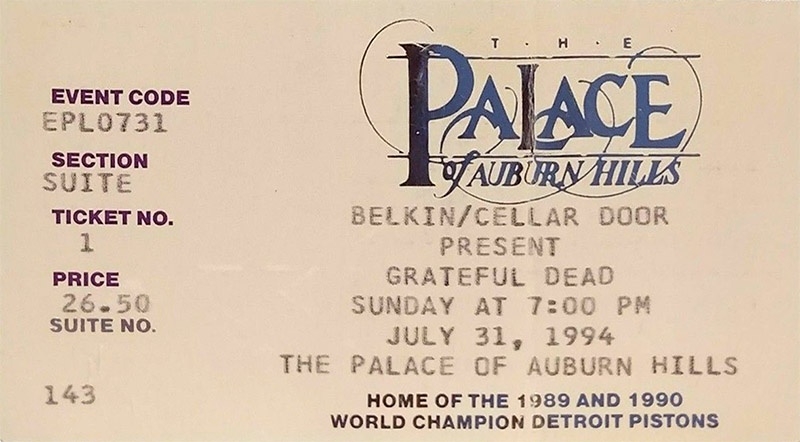 EVENT CODE
EPL0731
SECTION
SUITE
TICKET NO.
1
PRICE
26.50
SUITE NO.
143
THE
PALACE
of AUBURN HILLS
BELKIN/CELLAR DOOR
PRESENT
GRATEFUL DEAD
SUNDAY AT 7:00 PM
JULY 31, 1994
THE PALACE OF AUBURN HILLS
HOME OF THE 1989 AND 1990
WORLD CHAMPION DETROIT PISTONS